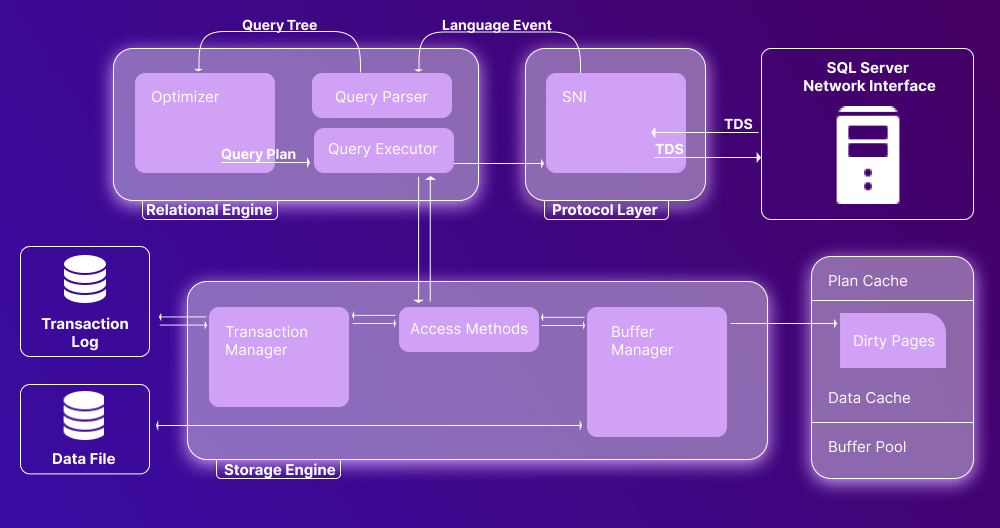 Query Tree
Language Event
Optimizer
Query Parser
Query Executor
Query Plan
Relational Engine
SNI
TDS
TDS
Protocol Layer
SQL Server
Network Interface
Transaction
Log
Data File
Transaction
Manager
Access Methods
Buffer
Manager
Storage Engine
Plan Cache
Dirty Pages
Data Cache
Buffer Pool